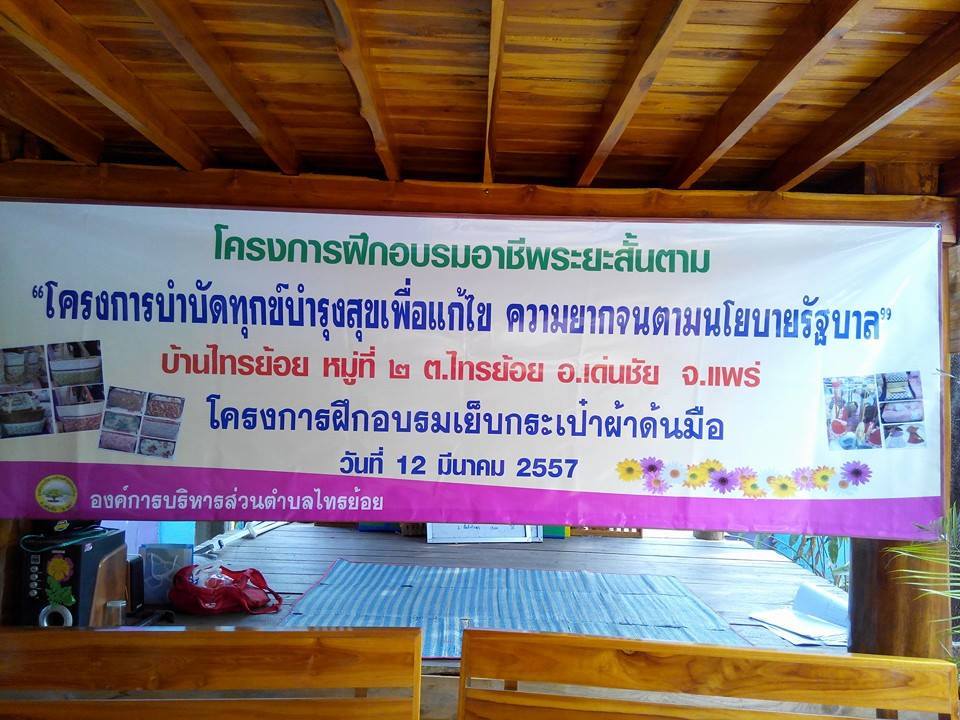 โครงการฝึกอบรมอาชีพระยะสั้นตาม
“โครงการบำบัดทุกข์บำรุงสุขเพื่อแก้ไข ความยากจนตามนโยบายรัฐบาล”
บ้านไทรย้อย หมู่ที่ ๒ ต.ไทรย้อย อ.เด่นชัย จ.แพร่
โครงการฝึกอบรมเย็บกระเป๋าผ้าด้นมือ
วันที่ 12 มีนาคม 2557
องค์การบริหารส่วนตำบลไทรย้อย